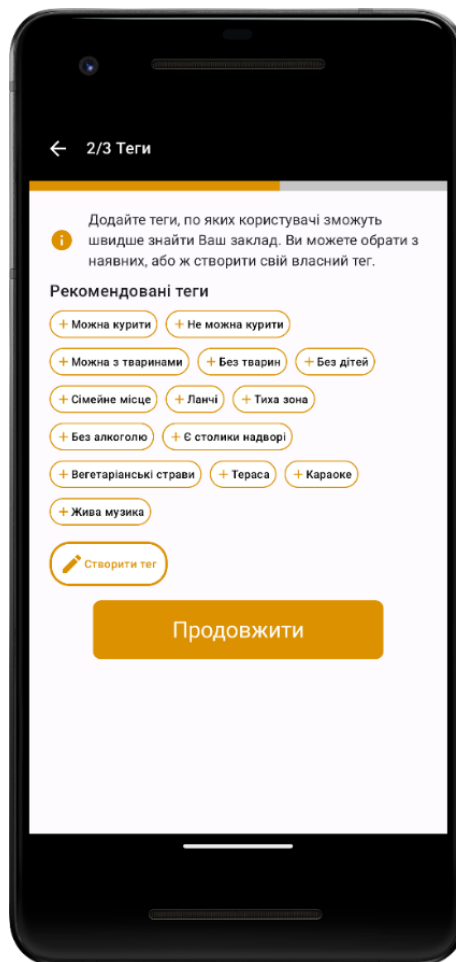 2/3 Теги
Додайте теги, по яких користувачі зможуть
швидше знайти Ваш заклад. Ви можете обрати з
наявних, або ж створити свій власний тег.
Рекомендовані теги
+ Можна курити + Не можна курити
+ Можна з тваринами + Без тварин + Без дітей
+ Сімейне місце + Ланчі + Тиха зона
+ Без алкоголю + Є столики надворі
+ Вегетаріанські страви + Тераса + Караоке
+ Жива музика
Створити тег
Продовжити